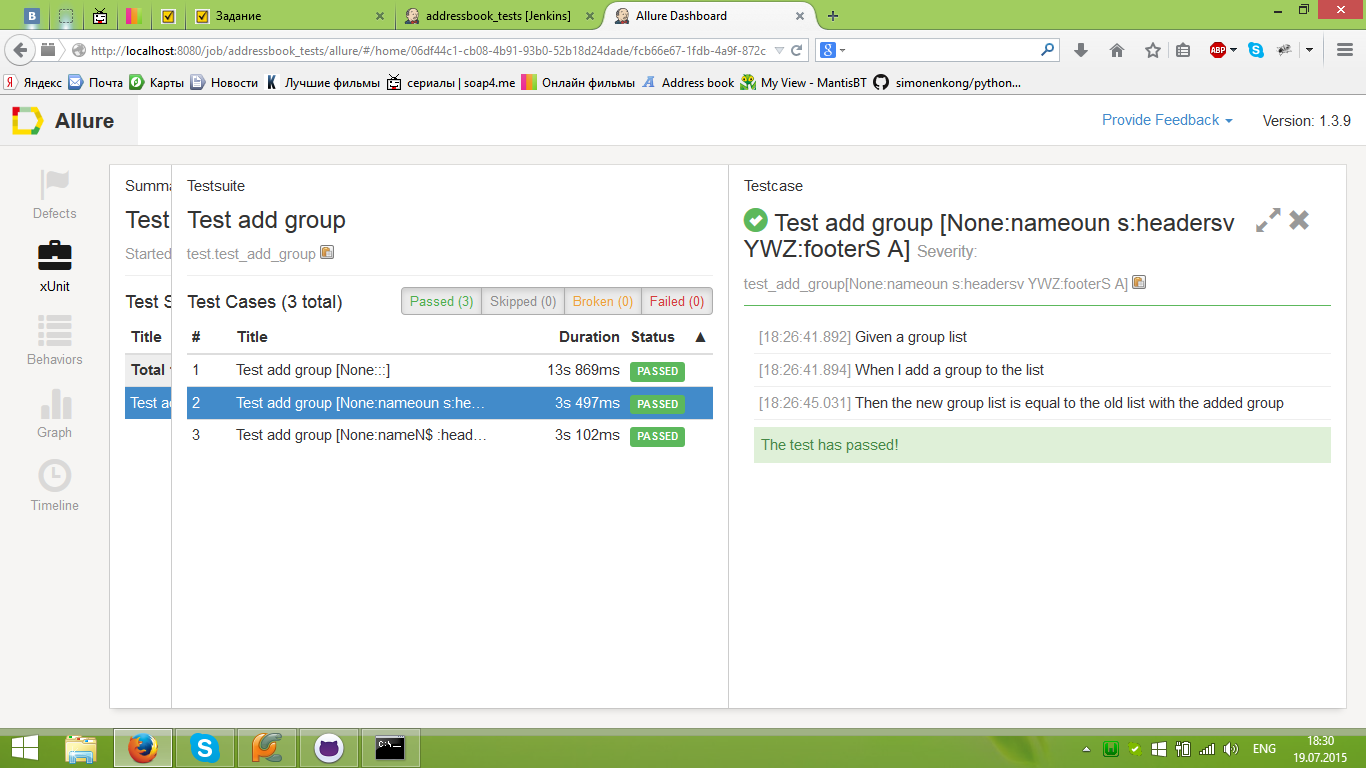 B
Задание
addressbook_tests [Jenkins]
Allure Dashboard
http://localhost:8080/job/addressbook_tests/allure/#/home/06df44c1-cb08-4b91-93b0-52b18d24dade/fcb66e67-1fdb-4a9f-872c
8
ABP
Яндекс
Почта
Карты
Новости
Лучшие фильмы
сериалы | soap4.me
Онлайн фильмы
Address book
My View - MantisBT
simonenkong/python...
Allure
Provide Feedback
Version: 1.3.9
Defects
xUnit
Behaviors
Graph
Timeline
Summa
Test
Started
Test S
Title
Total
Test a
Testsuite
Test add group
test.test_add_group
Test Cases (3 total)
Passed (3)
Skipped (0)
Broken (0)
Failed (0)
# Title Duration Status ▲
1 Test add group [None:::] 13s 869ms PASSED
2 Test add group [None:nameoun s:he… 3s 497ms PASSED
3 Test add group [None:nameN$ :head… 3s 102ms PASSED
Testcase
Test add group [None:nameoun s:headersv
YWZ:footerS A] Severity:
test_add_group[None:nameoun s:headersv YWZ:footerS A]
[18:26:41.892] Given a group list
[18:26:41.894] When I add a group to the list
[18:26:45.031] Then the new group list is equal to the old list with the added group
The test has passed!
ENG
18:30
19.07.2015